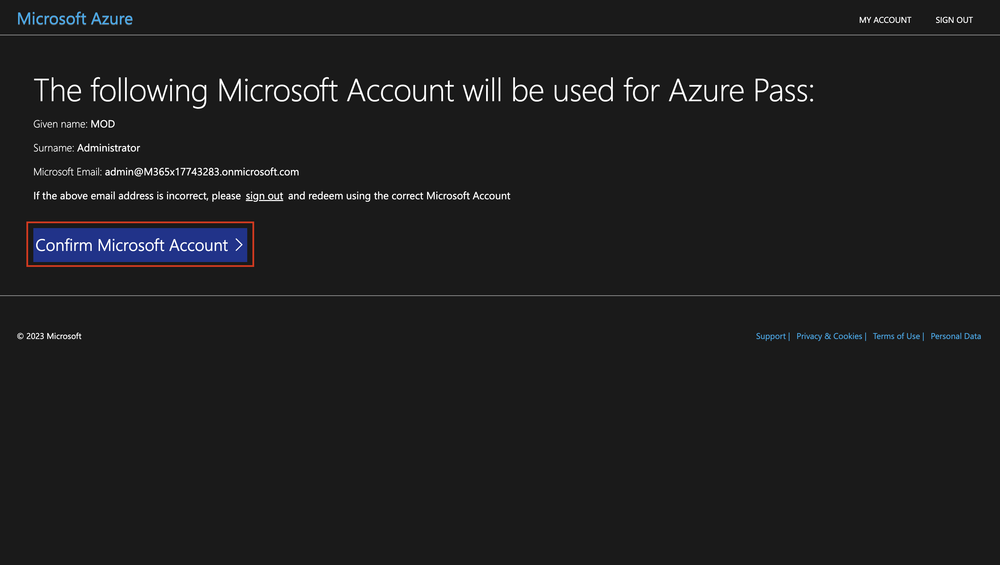 Microsoft Azure
MY ACCOUNT
SIGN OUT
The following Microsoft Account will be used for Azure Pass:
Given name: MOD
Surname: Administrator
Microsoft Email: admin@M365x17743283.onmicrosoft.com
If the above email address is incorrect, please sign out and redeem using the correct Microsoft Account
Confirm Microsoft Account
© 2023 Microsoft
Support | Privacy & Cookies | Terms of Use | Personal Data